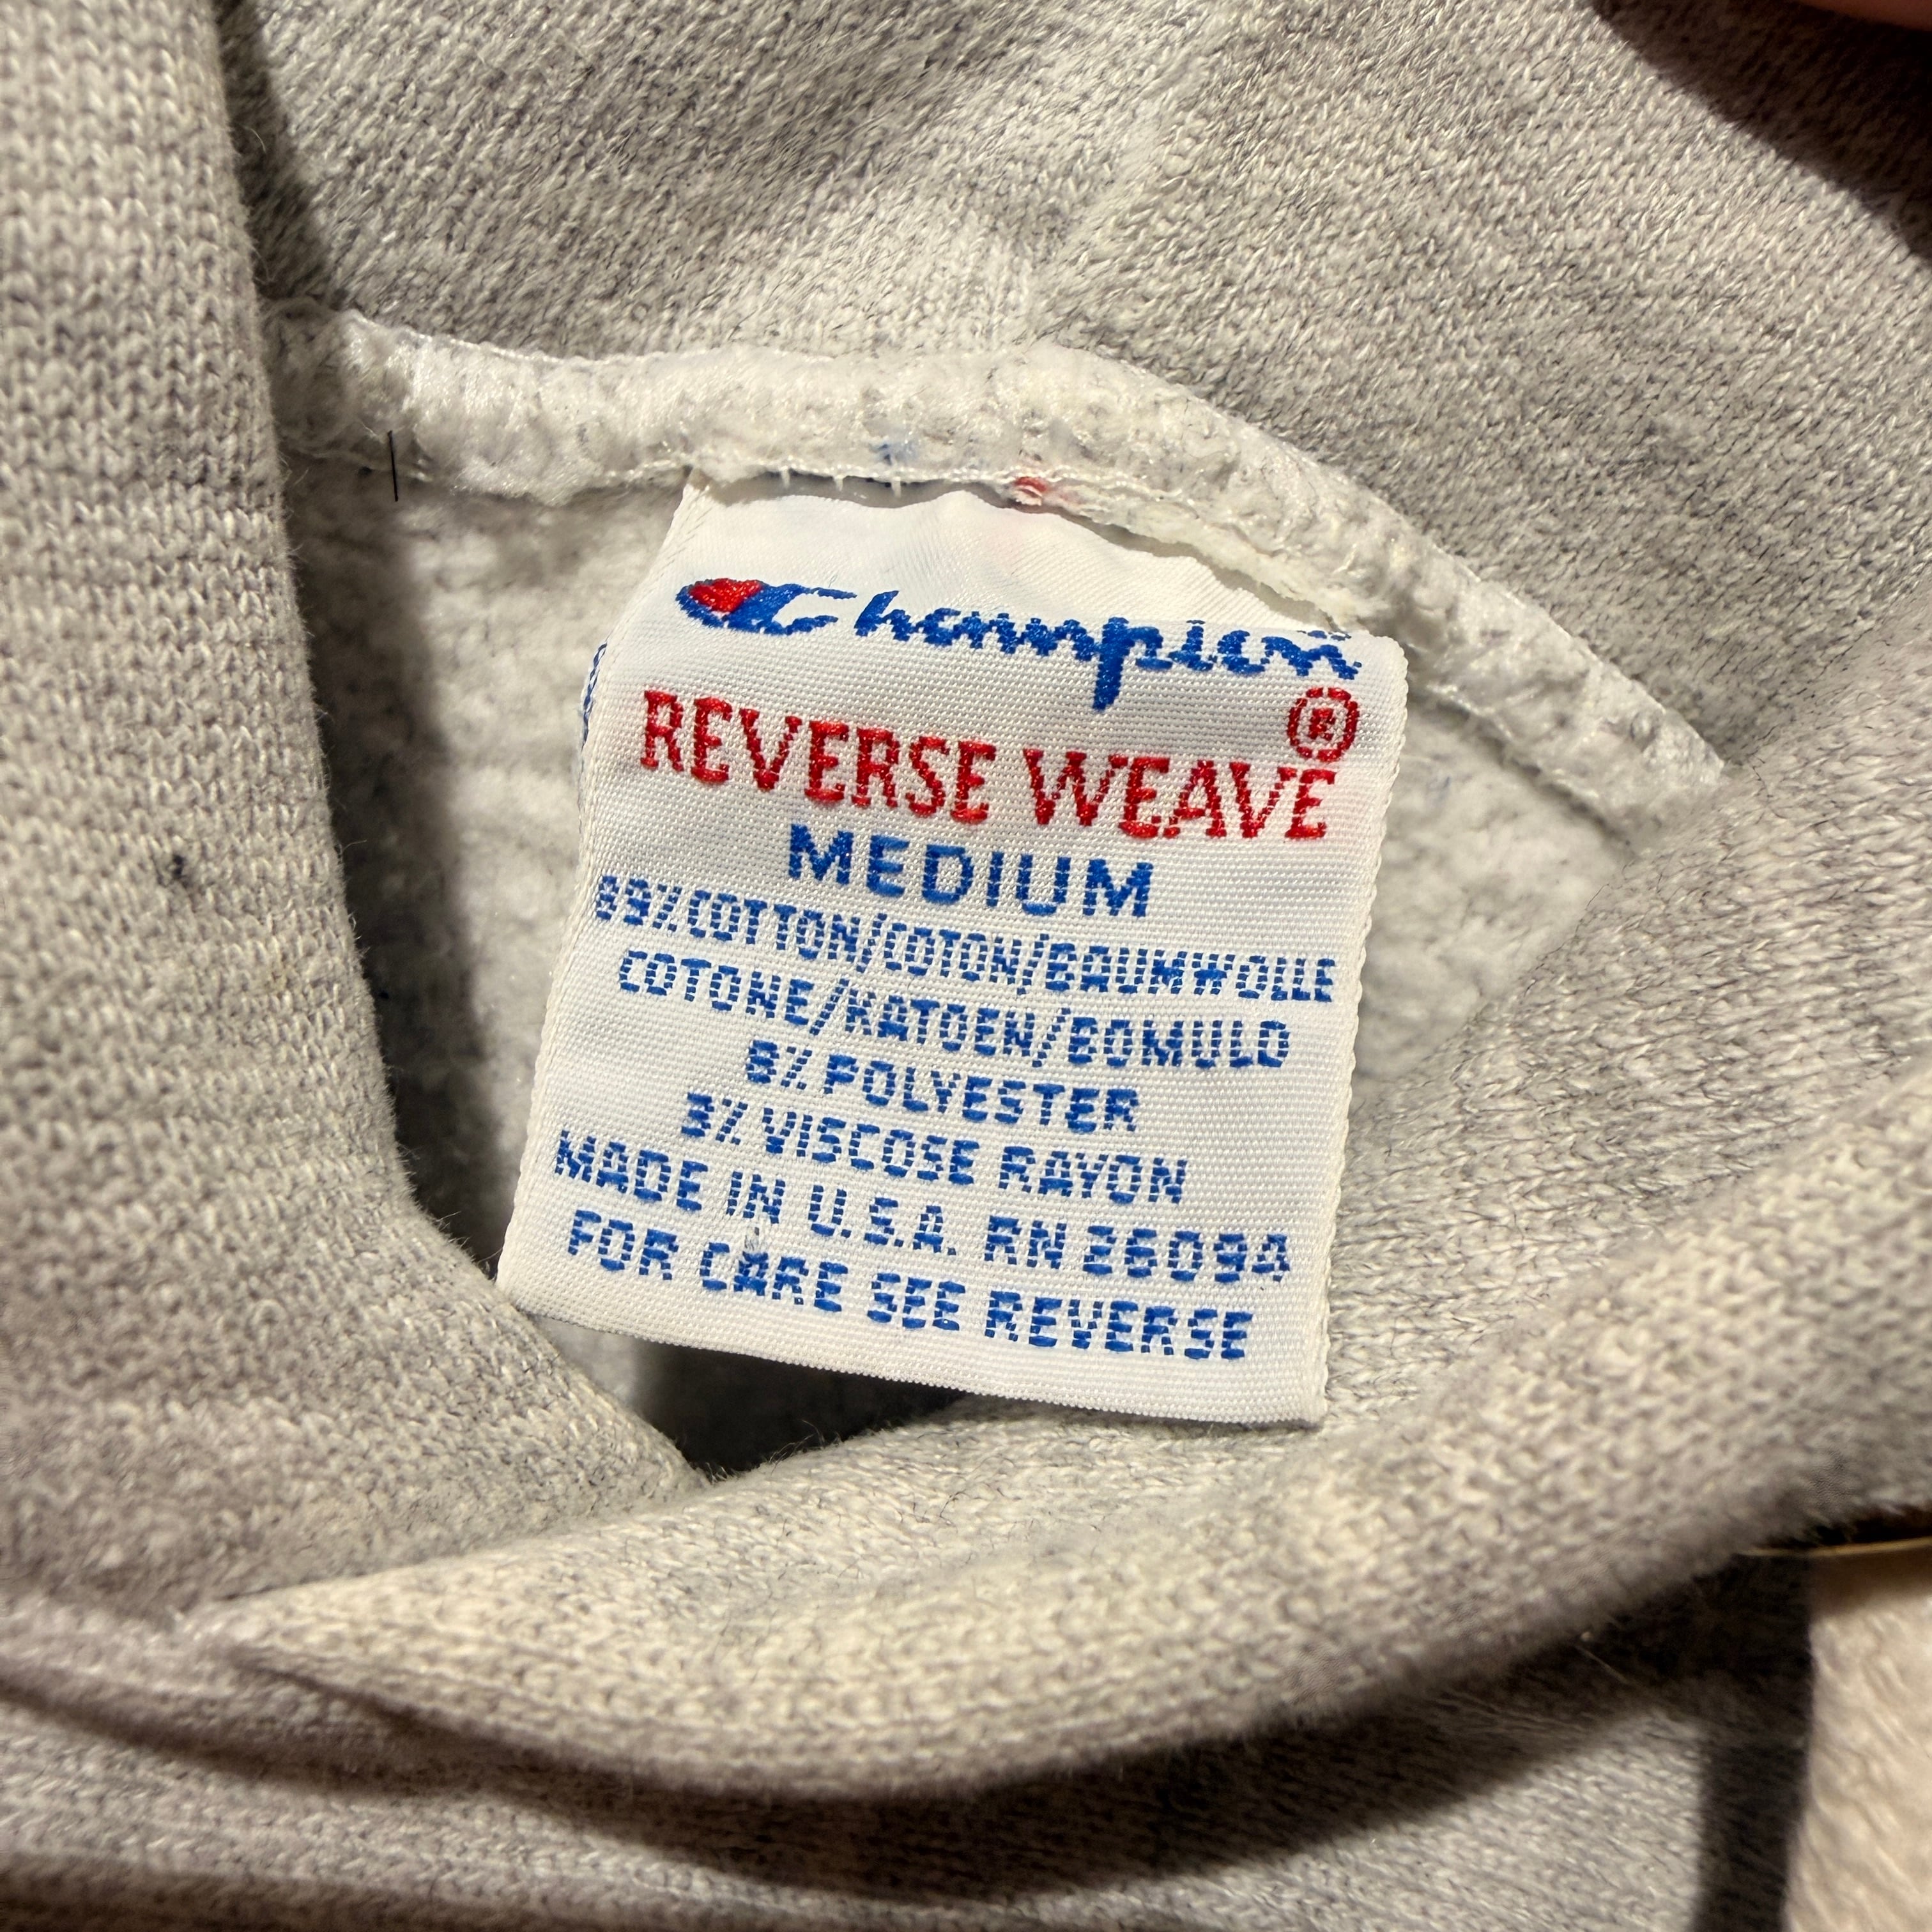 Champion
REVERSE WEAVE®
MEDIUM
89% COTTON/COTON/BAUMWOLLE
COTONE/KATOEN/BOMULD
8% POLYESTER
3% VISCOSE RAYON
MADE IN U.S.A. RN 26094
FOR CARE SEE REVERSE